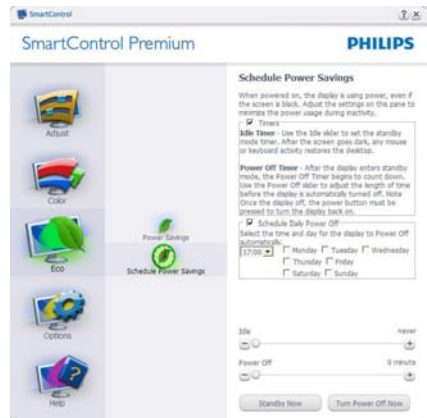 SmartControl
SmartControl Premium
PHILIPS
Adjust
Color
Eco
Options
Help
Power Savings
Schedule Power Savings
Schedule Power Savings
When powered on, the display is using power, even if
the screen is black. Adjust the settings on this pane to
minimize the power usage during inactivity.
Timers
Idle Timer - Use the Idle slider to set the standby
mode timer. After the screen goes dark, any mouse
or keyboard activity restores the desktop.
Power Off Timer - After the display enters standby
mode, the Power Off Timer begins to count down.
Use the Power Off slider to adjust the length of time
before the display is automatically turned off. Note
Once the display off, the power button must be
pressed to turn the display back on.
Schedule Daily Power Off
Select the time and day for the display to Power Off
automatically.
17:00 Monday Tuesday Wednesday
Thursday Friday
Saturday Sunday
Idle never
Power Off 0 minute
Standby Now Turn Power Off Now